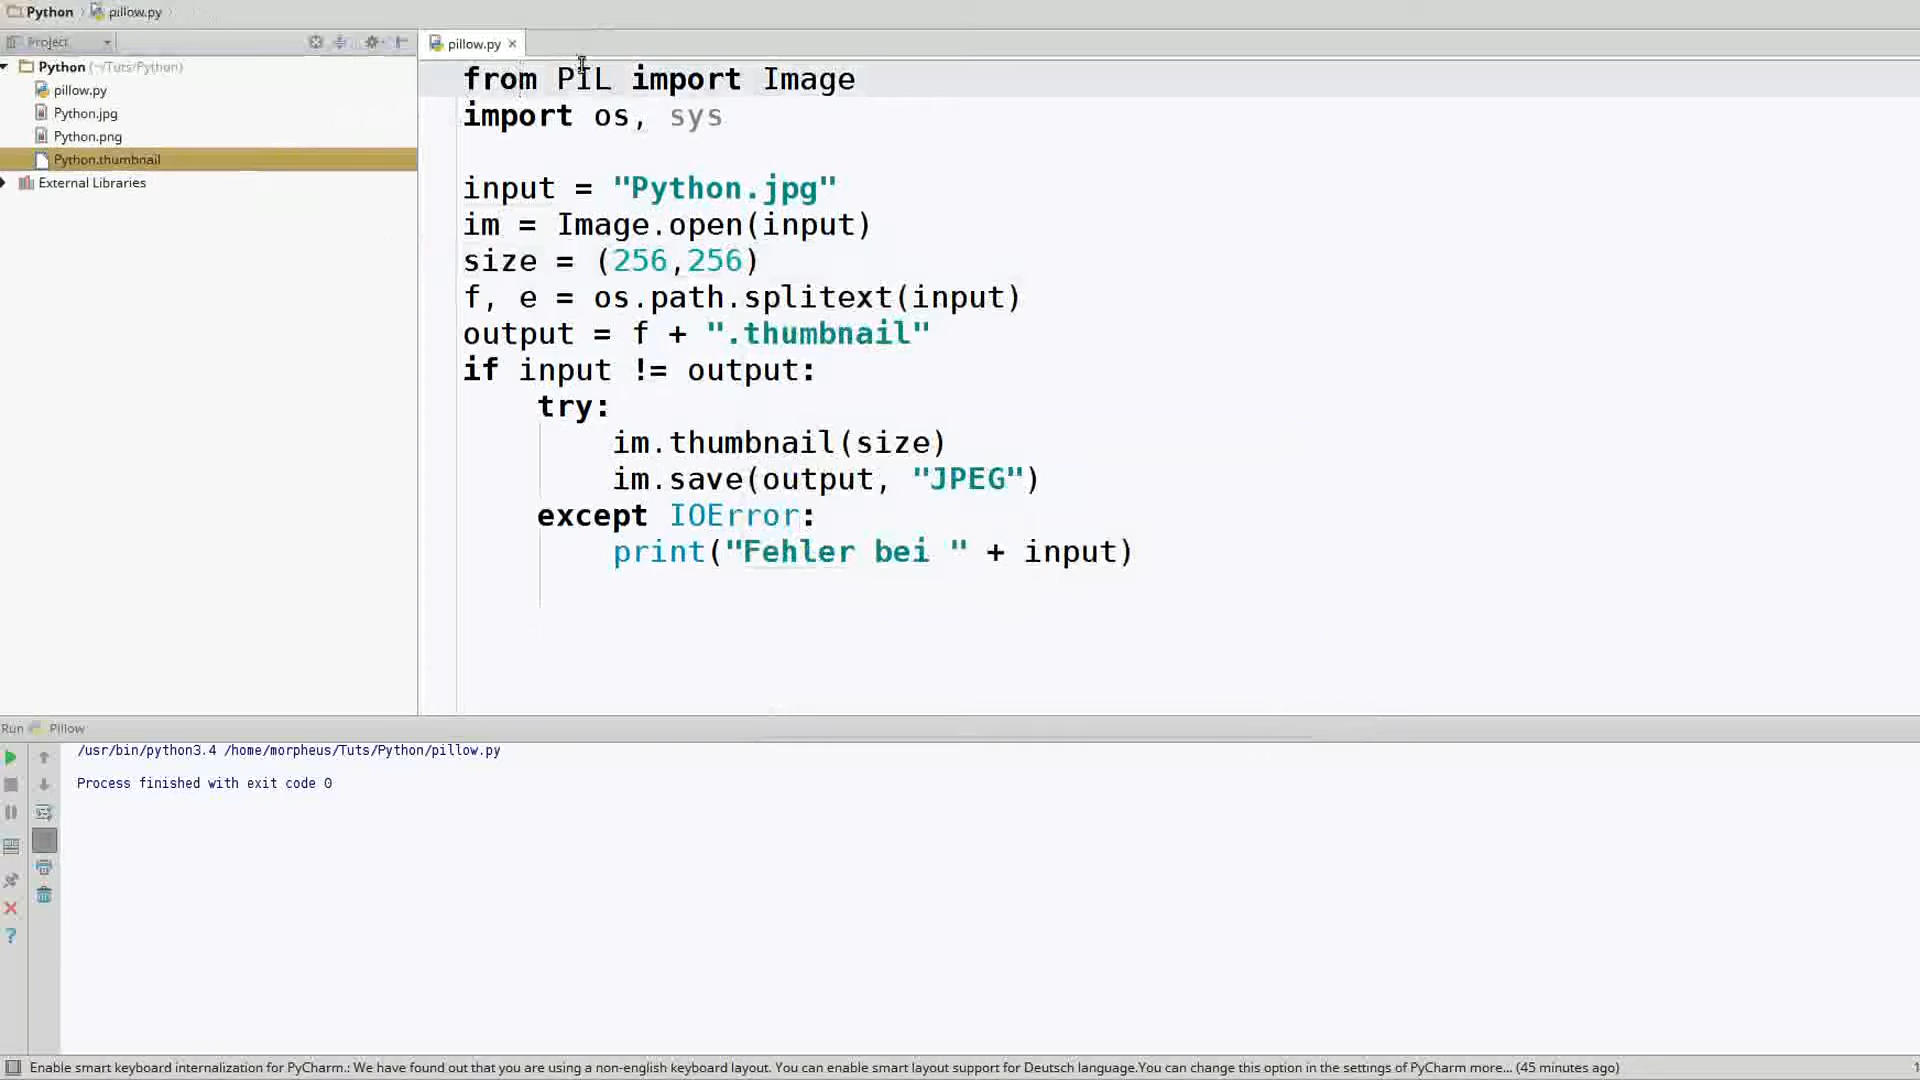 Python
pillow.py
Project
pillow.py
Python (~/Tuts/Python)
pillow.py
Python.jpg
Python.png
Python.thumbnail
External Libraries
from PIL import Image
import os, sys
input = "Python.jpg"
im = Image.open(input)
size = (256,256)
f, e = os.path.splitext(input)
output = f + ".thumbnail"
if input != output:
try:
im.thumbnail(size)
im.save(output, "JPEG")
except IOError:
print("Fehler bei " + input)
Run Pillow
/usr/bin/python3.4 /home/morpheus/Tuts/Python/pillow.py
Process finished with exit code 0
Enable smart keyboard internalization for PyCharm.: We have found out that you are using a non-english keyboard layout. You can enable smart layout support for Deutsch language.You can change this option in the settings of PyCharm more... (45 minutes ago)